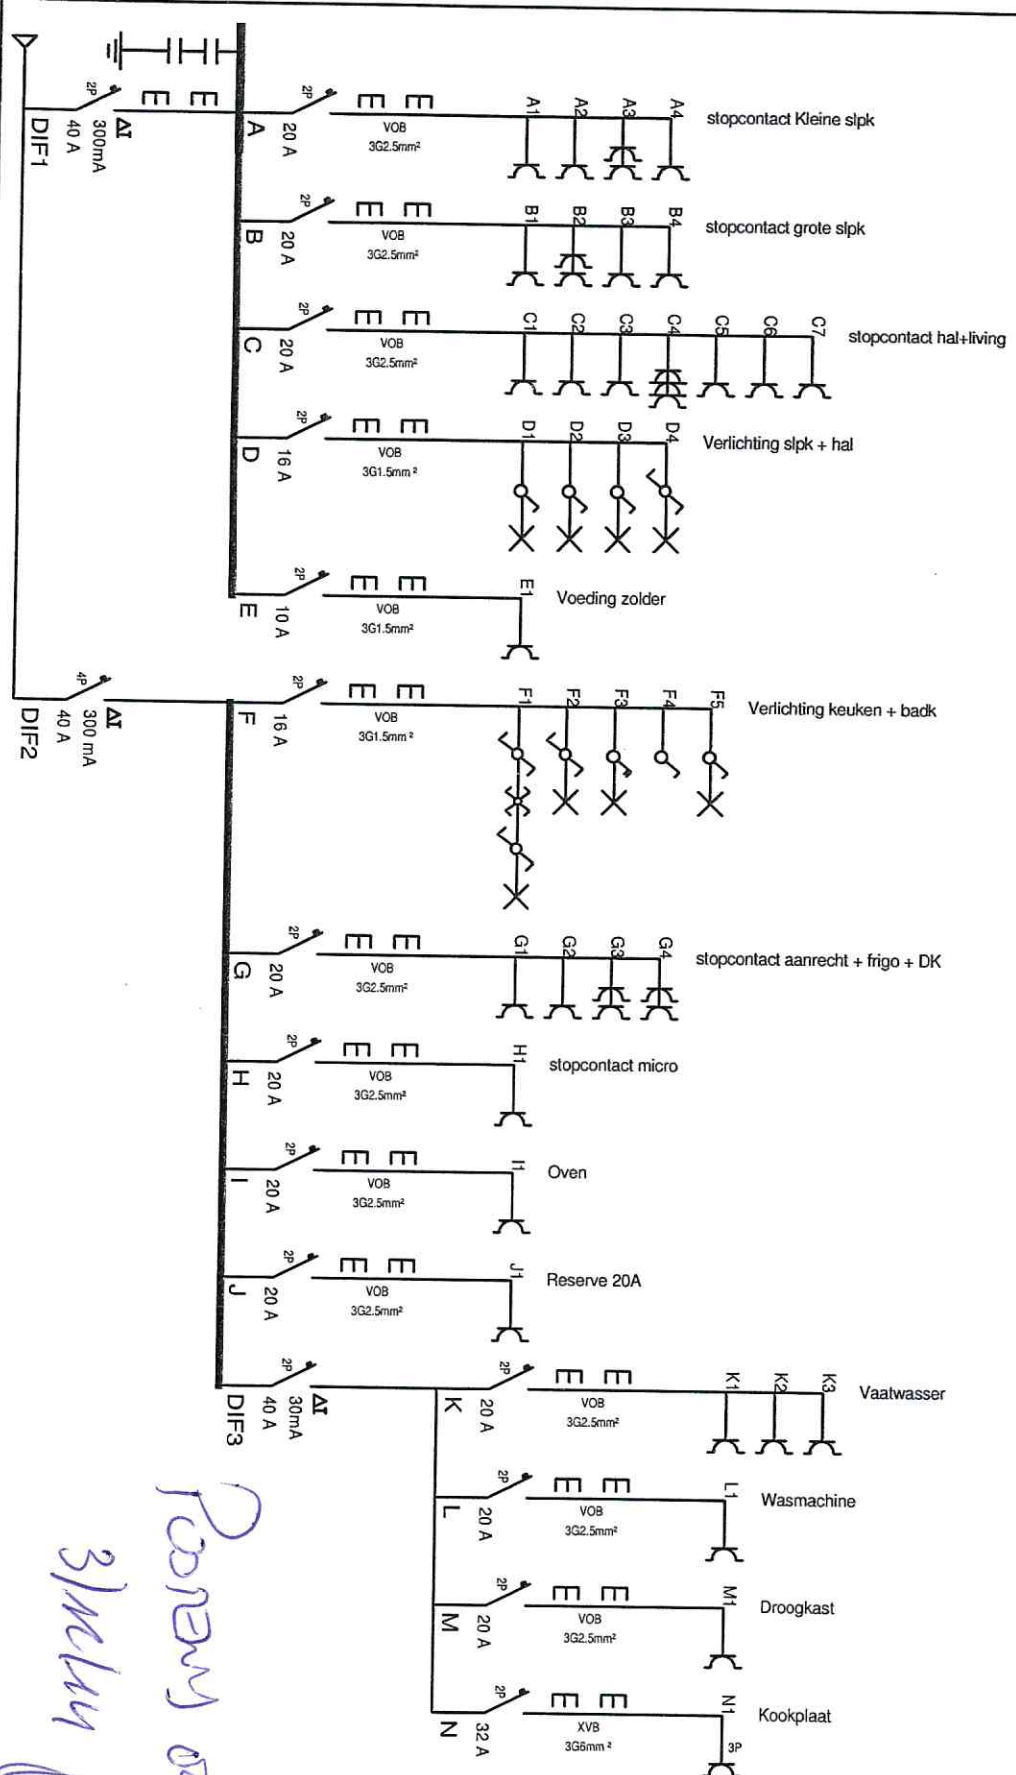 A1
A2
A3
A4
stopcontact Kleine slpk
2P
20 A
A
VOB
3G2.5mm²
2P
ΔI
300mA
40 A
DIF1
B1
B2
B3
B4
stopcontact grote slpk
2P
20 A
B
VOB
3G2.5mm²
C1
C2
C3
C4
C5
C6
C7
stopcontact hal+living
2P
20 A
C
VOB
3G2.5mm²
D1
D2
D3
D4
Verlichting slpk + hal
2P
16 A
D
VOB
3G1.5mm²
E1
Voeding zolder
2P
10 A
E
VOB
3G1.5mm²
4P
ΔI
300 mA
40 A
DIF2
F1
F2
F3
F4
F5
Verlichting keuken + badk
2P
16 A
F
VOB
3G1.5mm²
G1
G2
G3
G4
stopcontact aanrecht + frigo + DK
2P
20 A
G
VOB
3G2.5mm²
H1
stopcontact micro
2P
20 A
H
VOB
3G2.5mm²
I1
Oven
2P
20 A
I
VOB
3G2.5mm²
J1
Reserve 20A
2P
20 A
J
VOB
3G2.5mm²
2P
ΔI
30mA
40 A
DIF3
K1
K2
K3
Vaatwasser
2P
20 A
K
VOB
3G2.5mm²
L1
Wasmachine
2P
20 A
L
VOB
3G2.5mm²
M1
Droogkast
2P
20 A
M
VOB
3G2.5mm²
N1
Kookplaat
3P
2P
32 A
N
XVB
3G6mm²